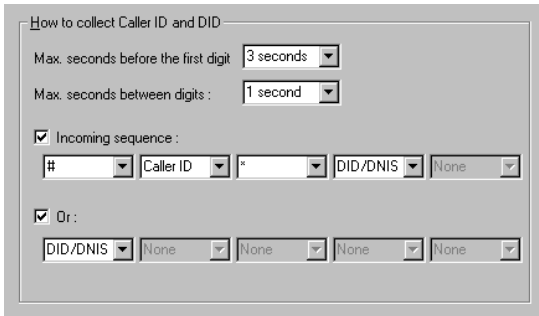 How to collect Caller ID and DID
Max. seconds before the first digit 3 seconds
Max. seconds between digits : 1 second
Incoming sequence :
# Caller ID * DID/DNIS None
Or :
DID/DNIS None None None None